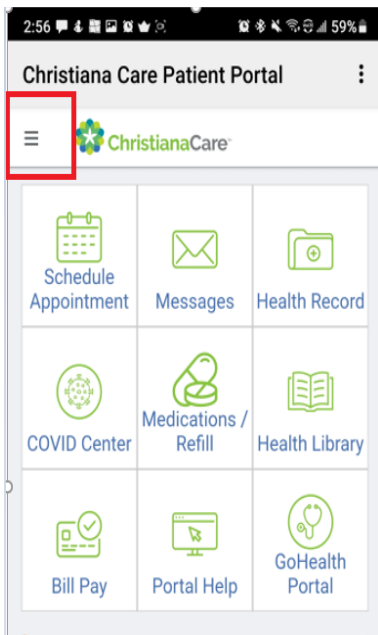 2:56 59%
Christiana Care Patient Portal
ChristianaCare™
Schedule
Appointment
Messages
Health Record
COVID Center
Medications /
Refill
Health Library
Bill Pay
Portal Help
GoHealth
Portal